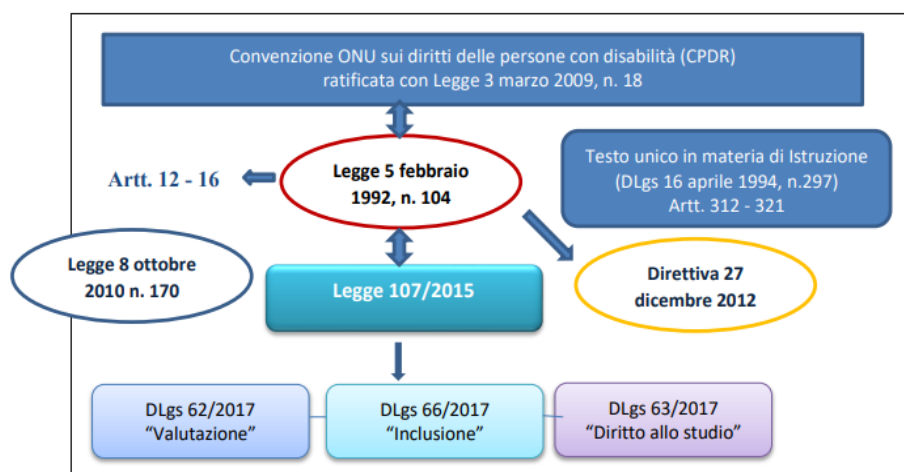 Convenzione ONU sui diritti delle persone con disabilità (CPDR)
ratificata con Legge 3 marzo 2009, n. 18
Artt. 12 - 16
Legge 5 febbraio
1992, n. 104
Testo unico in materia di Istruzione
(DLgs 16 aprile 1994, n.297)
Artt. 312 - 321
Legge 8 ottobre
2010 n. 170
Legge 107/2015
Direttiva 27
dicembre 2012
DLgs 62/2017
“Valutazione”
DLgs 66/2017
“Inclusione”
DLgs 63/2017
“Diritto allo studio”